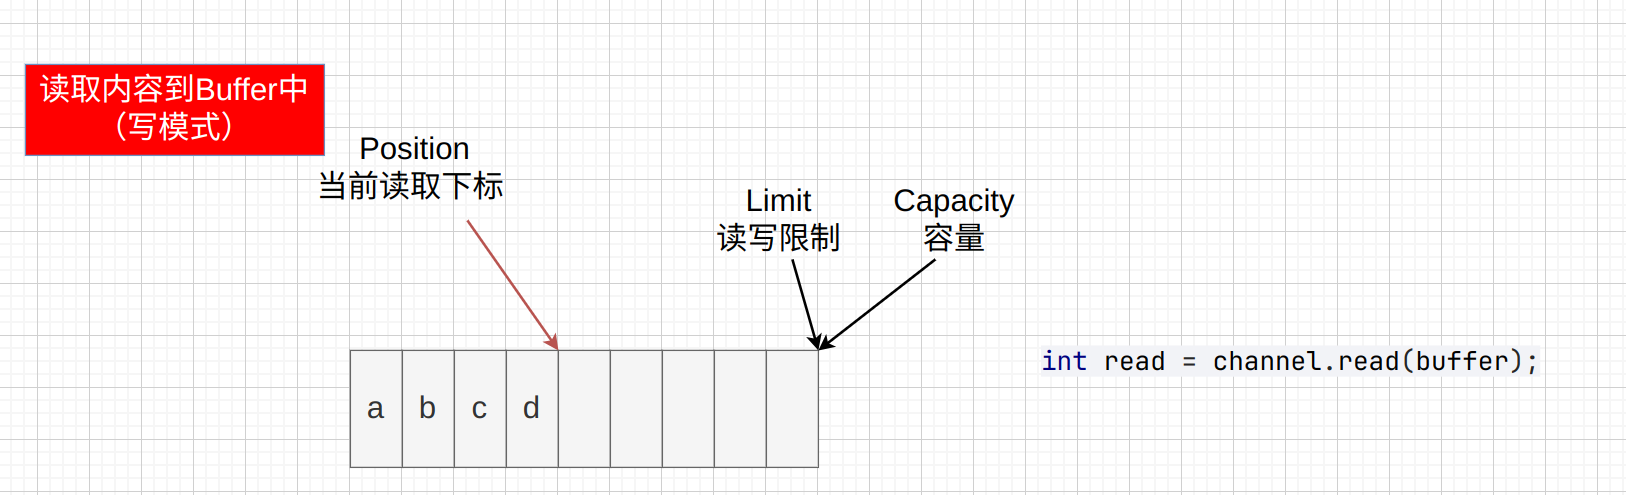 读取内容到Buffer中
（写模式）
Position
当前读取下标
Limit
读写限制
Capacity
容量
int read = channel.read(buffer);
a b c d